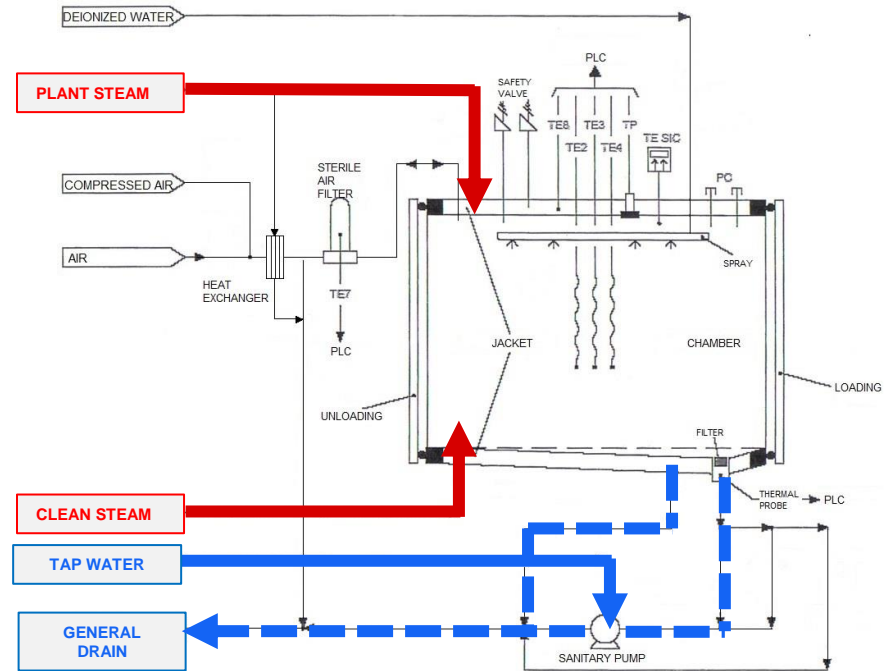 DEIONIZED WATER
PLANT STEAM
SAFETY
VALVE
PLC
TE8
TE3
TP
TE2
TE4
TE SIC
PC
COMPRESSED AIR
STERILE
AIR
FILTER
AIR
HEAT
EXCHANGER
TE7
PLC
SPRAY
JACKET
CHAMBER
UNLOADING
LOADING
FILTER
THERMAL
PROBE
PLC
CLEAN STEAM
TAP WATER
GENERAL
DRAIN
SANITARY PUMP